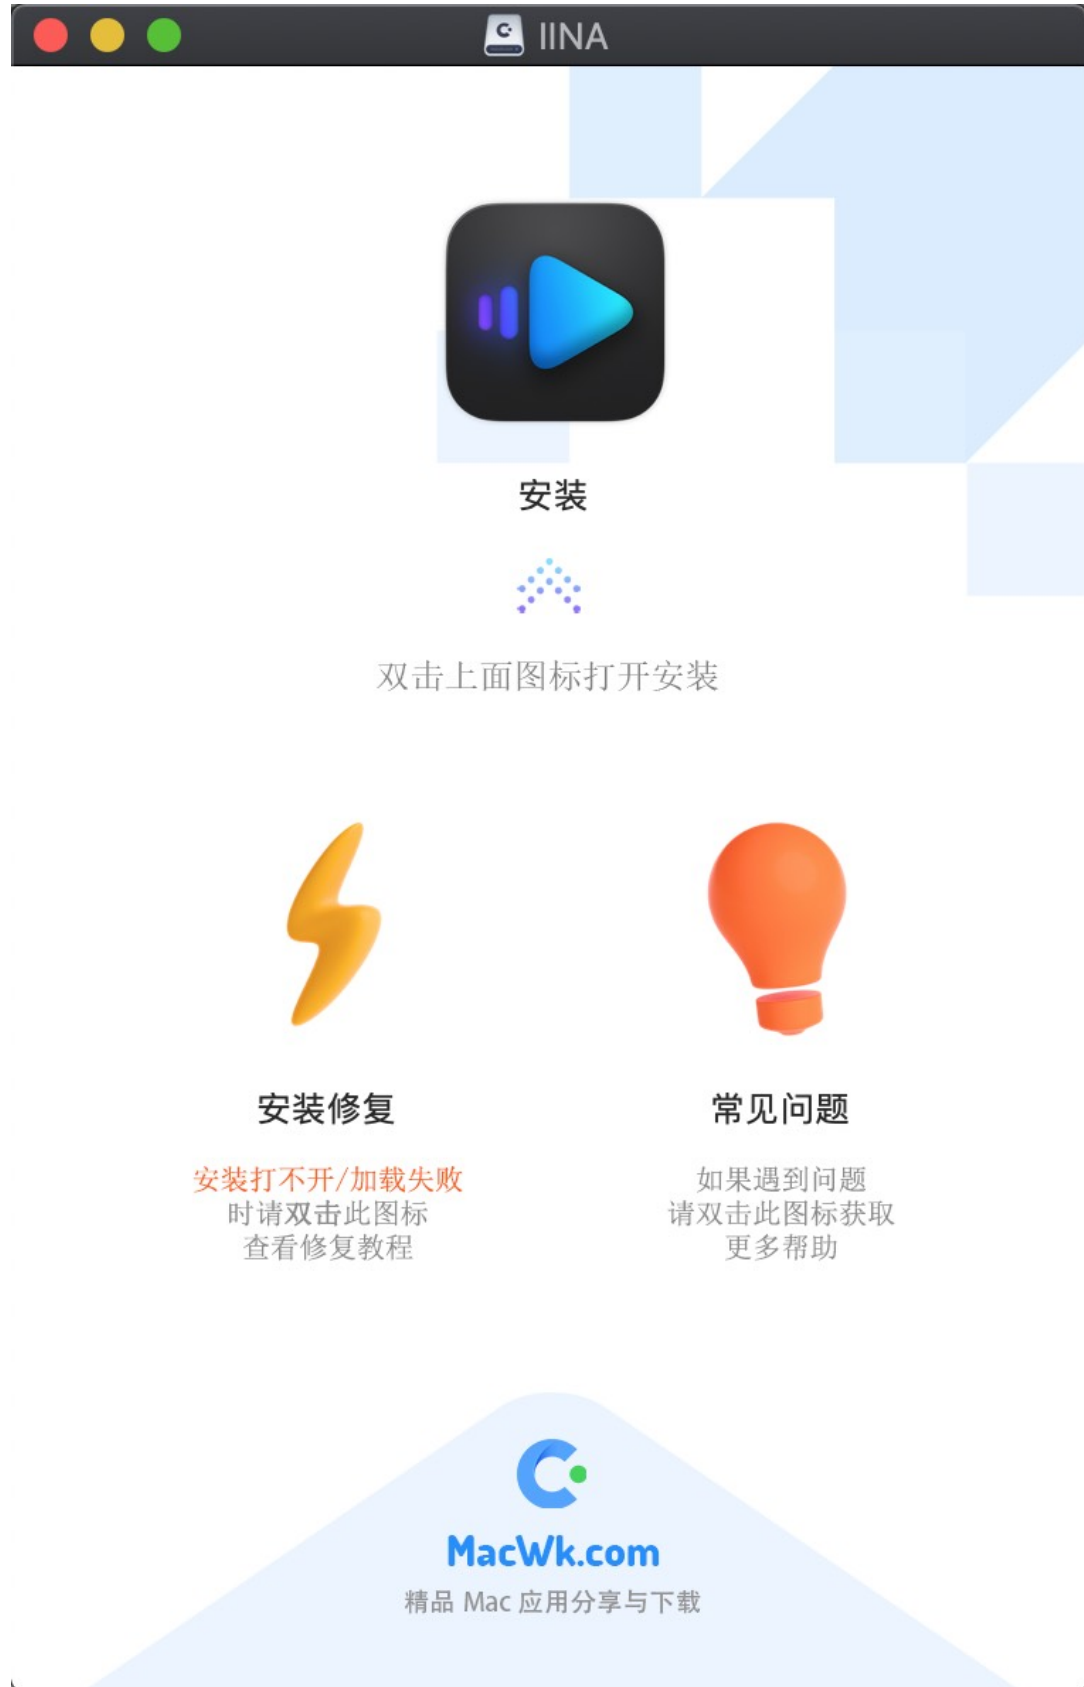 IINA
安装
双击上面图标打开安装
安装修复
安装打不开/加载失败
时请双击此图标
查看修复教程
常见问题
如果遇到问题
请双击此图标获取
更多帮助
MacWk.com
精品 Mac 应用分享与下载